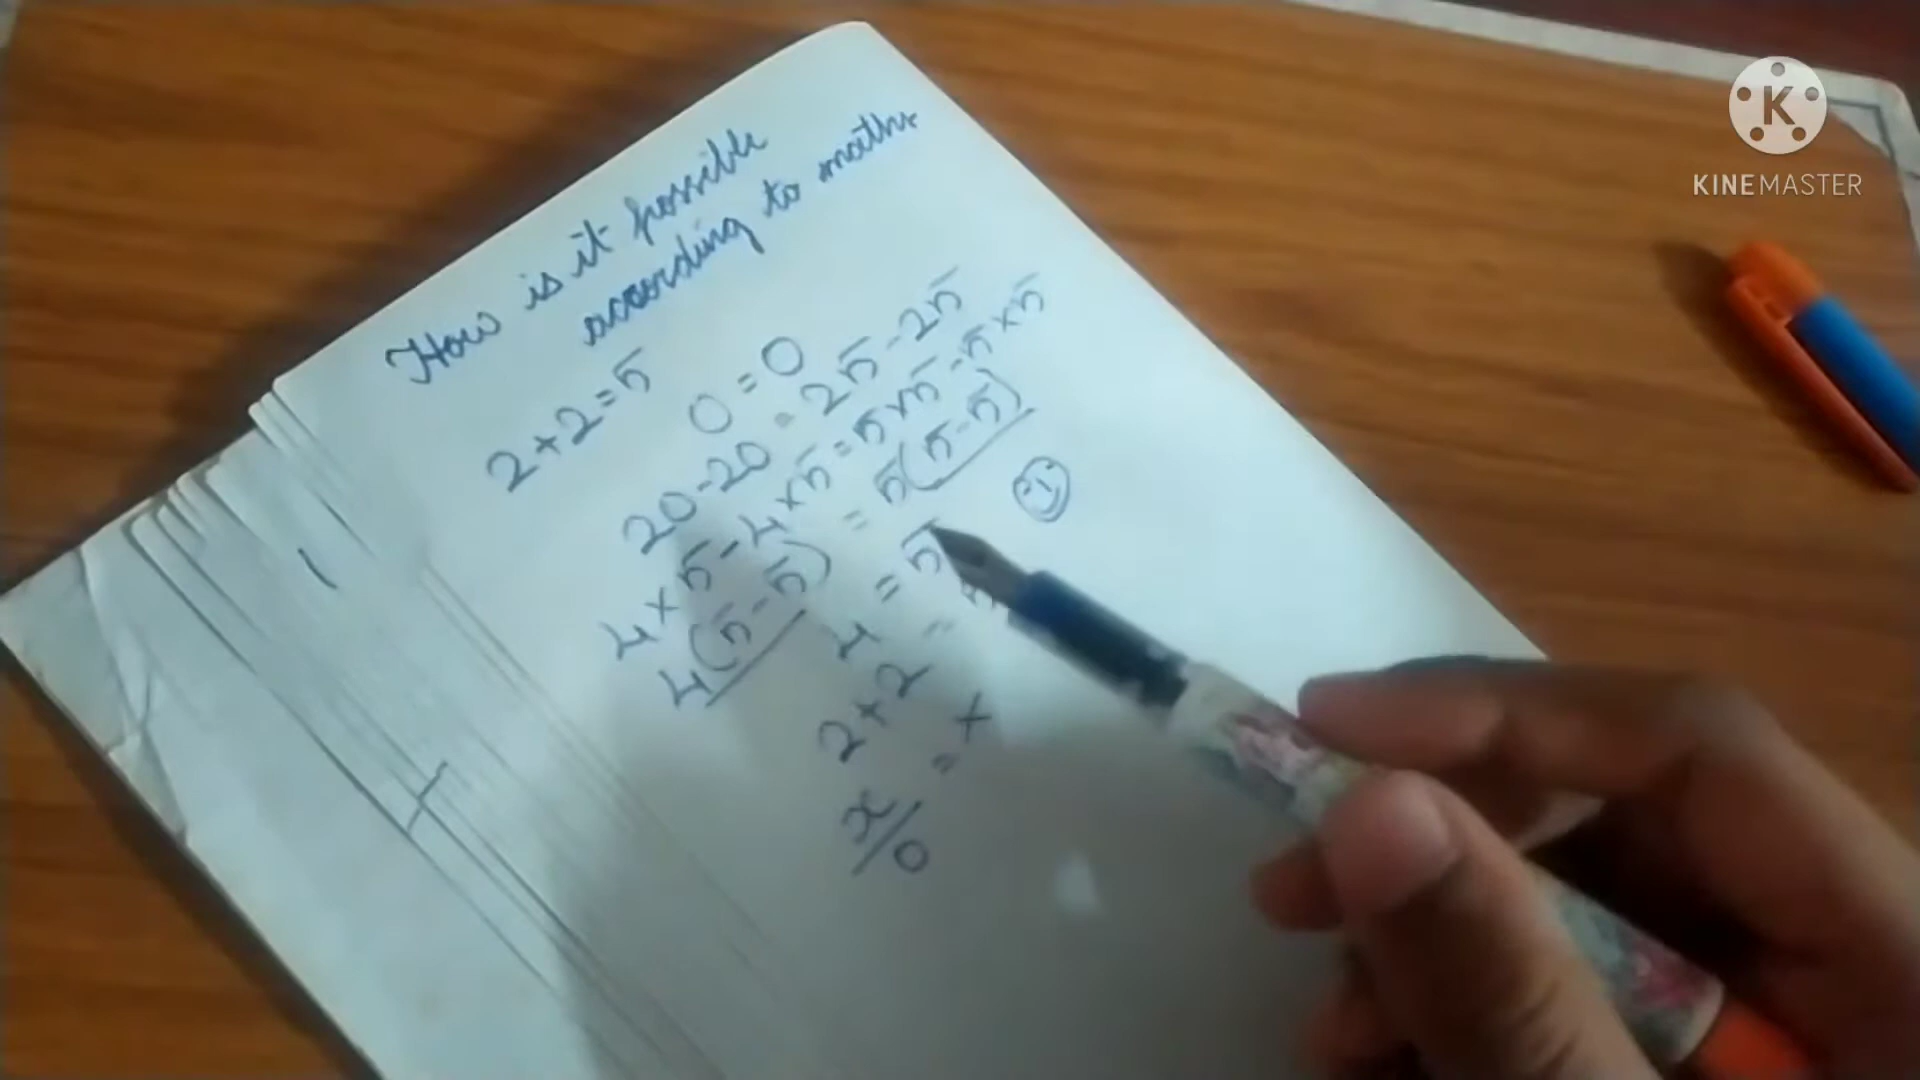 How is it possible
according to maths
2+2=5
0=0
20-20=25-25
4×5-4×5=5×5-5×5
4(5-5)=5(5-5)
4=5
2+2=5
x/0=x
KINEMASTER